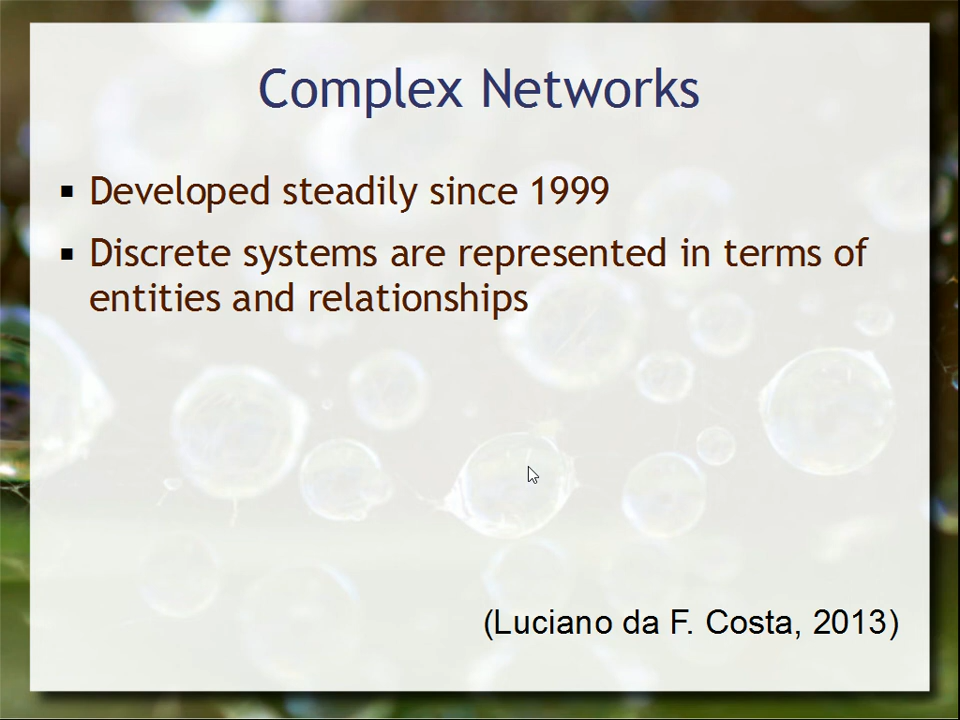 Complex Networks
▪ Developed steadily since 1999
▪ Discrete systems are represented in terms of
entities and relationships
(Luciano da F. Costa, 2013)